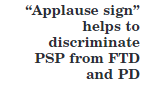 “Applause sign”
helps to
discriminate
PSP from FTD
and PD